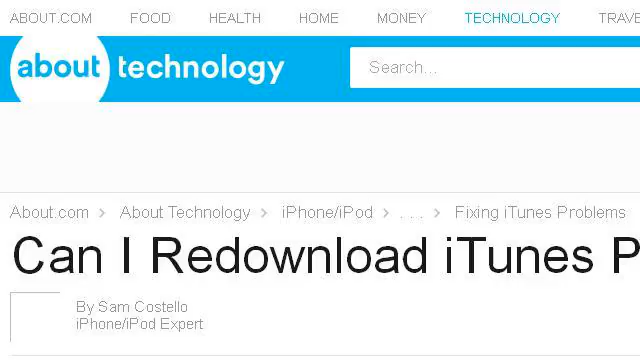 ABOUT.COM FOOD HEALTH HOME MONEY TECHNOLOGY TRAVE
about technology Search...
About.com > About Technology > iPhone/iPod > . . . > Fixing iTunes Problems
Can I Redownload iTunes P
By Sam Costello
iPhone/iPod Expert